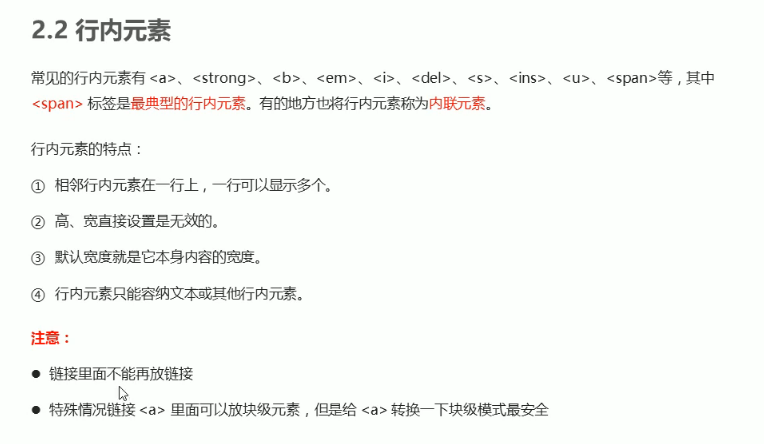 2.2 行内元素
常见的行内元素有 <a>、<strong>、<b>、<em>、<i>、<del>、<s>、<ins>、<u>、<span>等，其中
<span> 标签是最典型的行内元素。有的地方也将行内元素称为内联元素。
行内元素的特点：
① 相邻行内元素在一行上，一行可以显示多个。
② 高、宽直接设置是无效的。
③ 默认宽度就是它本身内容的宽度。
④ 行内元素只能容纳文本或其他行内元素。
注意：
● 链接里面不能再放链接
● 特殊情况链接 <a> 里面可以放块级元素，但是给 <a> 转换一下块级模式最安全